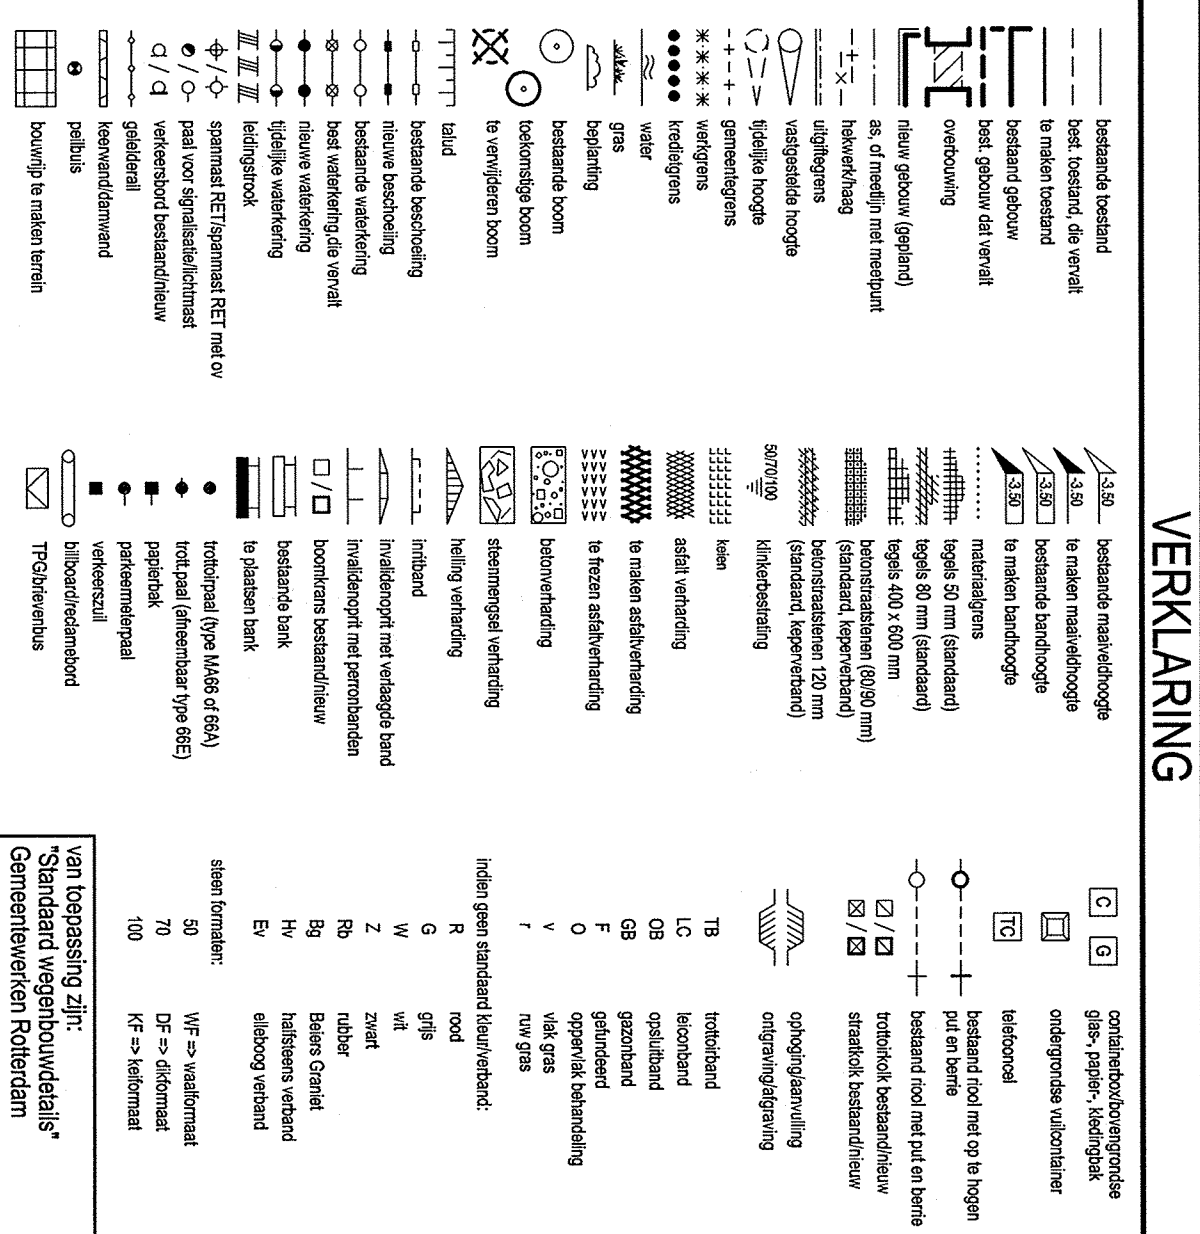 VERKLARING
bestaande toestand
best. toestand, die vervalt
te maken toestand
bestaand gebouw
best. gebouw dat vervalt
overbouwing
nieuw gebouw (gepland)
as, of meetlijn met meetpunt
hekwerk/haag
uitgiftegrens
vastgestelde hoogte
tijdelijke hoogte
gemeentegrens
werkgrens
kredietgrens
water
gras
beplanting
bestaande boom
toekomstige boom
te verwijderen boom
talud
bestaande beschoeiing
nieuwe beschoeiing
bestaande waterkering
best waterkering,die vervalt
nieuwe waterkering
tijdelijke waterkering
leidingstrook
spanmast RET/spanmast RET met ov
paal voor signalisatie/lichtmast
verkeersbord bestaand/nieuw
geleiderail
keerwand/damwand
peilbuis
bouwrijp te maken terrein
-3.50 bestaande maaiveldhoogte
-3.50 te maken maaiveldhoogte
-3.50 bestaande bandhoogte
-3.50 te maken bandhoogte
materiaalgrens
tegels 50 mm (standaard)
tegels 80 mm (standaard)
tegels 400 x 600 mm
betonstraatstenen (80/90 mm)
(standaard, keperverband)
betonstraatstenen 120 mm
(standaard, keperverband)
50/70/100 klinkerbestrating
keien
asfalt verharding
te maken asfaltverharding
te frezen asfaltverharding
betonverharding
steenmengsel verharding
helling verharding
inritband
invalidenoprit met verlaagde band
invalidenoprit met perronbanden
boomkrans bestaand/nieuw
bestaande bank
te plaatsen bank
trottoirpaal (type MA66 of 66A)
trott.paal (afneembaar type 66E)
papierbak
parkeermeterpaal
verkeerszuil
billboard/reclamebord
TPG/brievenbus
C G containerbox/bovengrondse
glas-, papier-, kledingbak
ondergrondse vuilcontainer
TC telefooncel
bestaand riool met op te hogen
put en berrie
bestaand riool met put en berrie
trottoirkolk bestaand/nieuw
straatkolk bestaand/nieuw
ophoging/aanvulling
ontgraving/afgraving
TB trottoirband
LC leiconband
OB opsluitband
GB gazonband
F gefundeerd
O oppervlak behandeling
v vlak gras
r ruw gras
indien geen standaard kleur/verband:
R rood
G grijs
W wit
Z zwart
Rb rubber
Bg Beiers Graniet
Hv halfsteens verband
Ev elleboog verband
steen formaten:
50 WF => waalformaat
70 DF => dikformaat
100 KF => keiformaat
van toepassing zijn:
"Standaard wegenbouwdetails"
Gemeentewerken Rotterdam